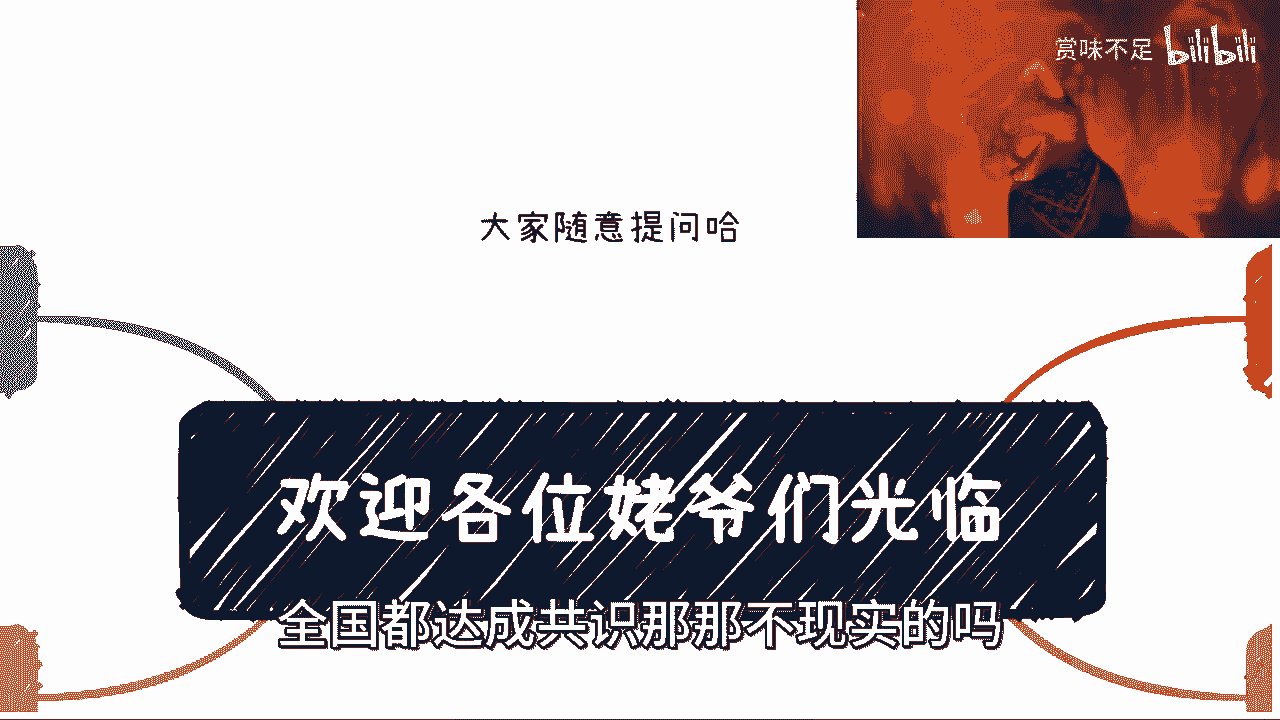 赏味不足 bilibili
大家随意提问哈
欢迎各位姥爷们光临
全国都达成共识那那不现实的吗